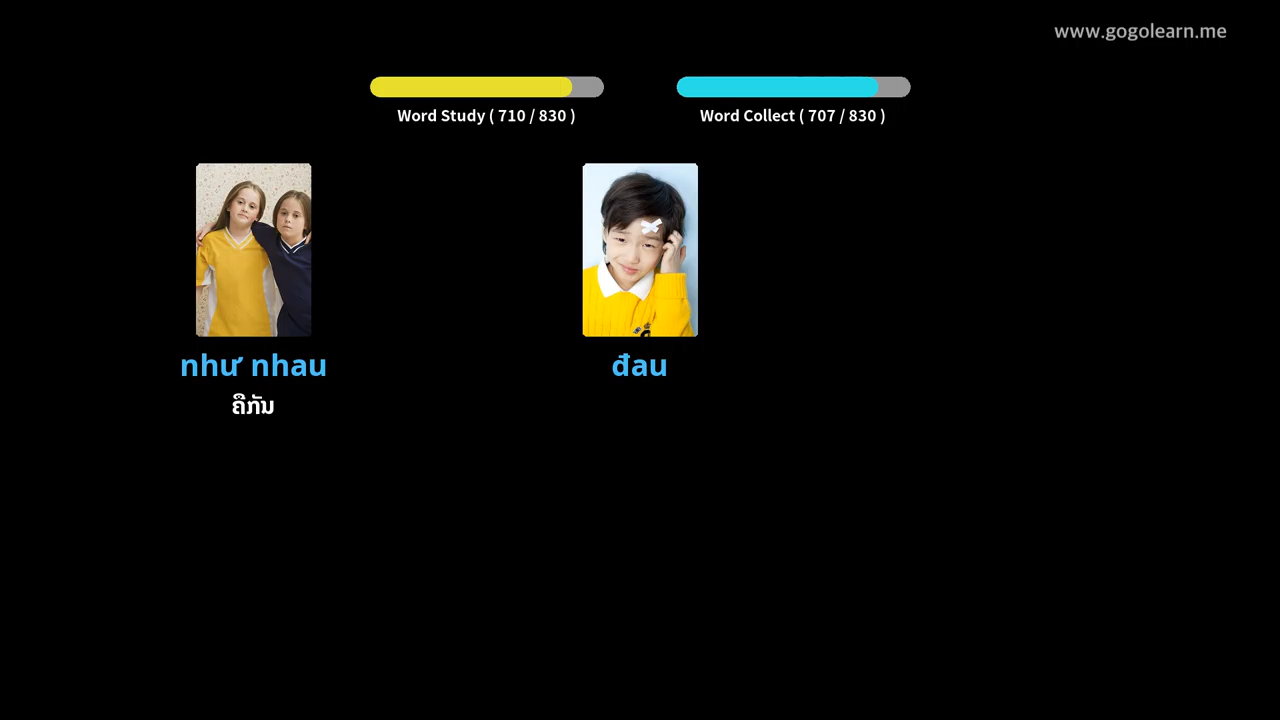 www.gogolearn.me
Word Study ( 710 / 830 )
Word Collect ( 707 / 830 )
như nhau
ຄືກັນ
đau